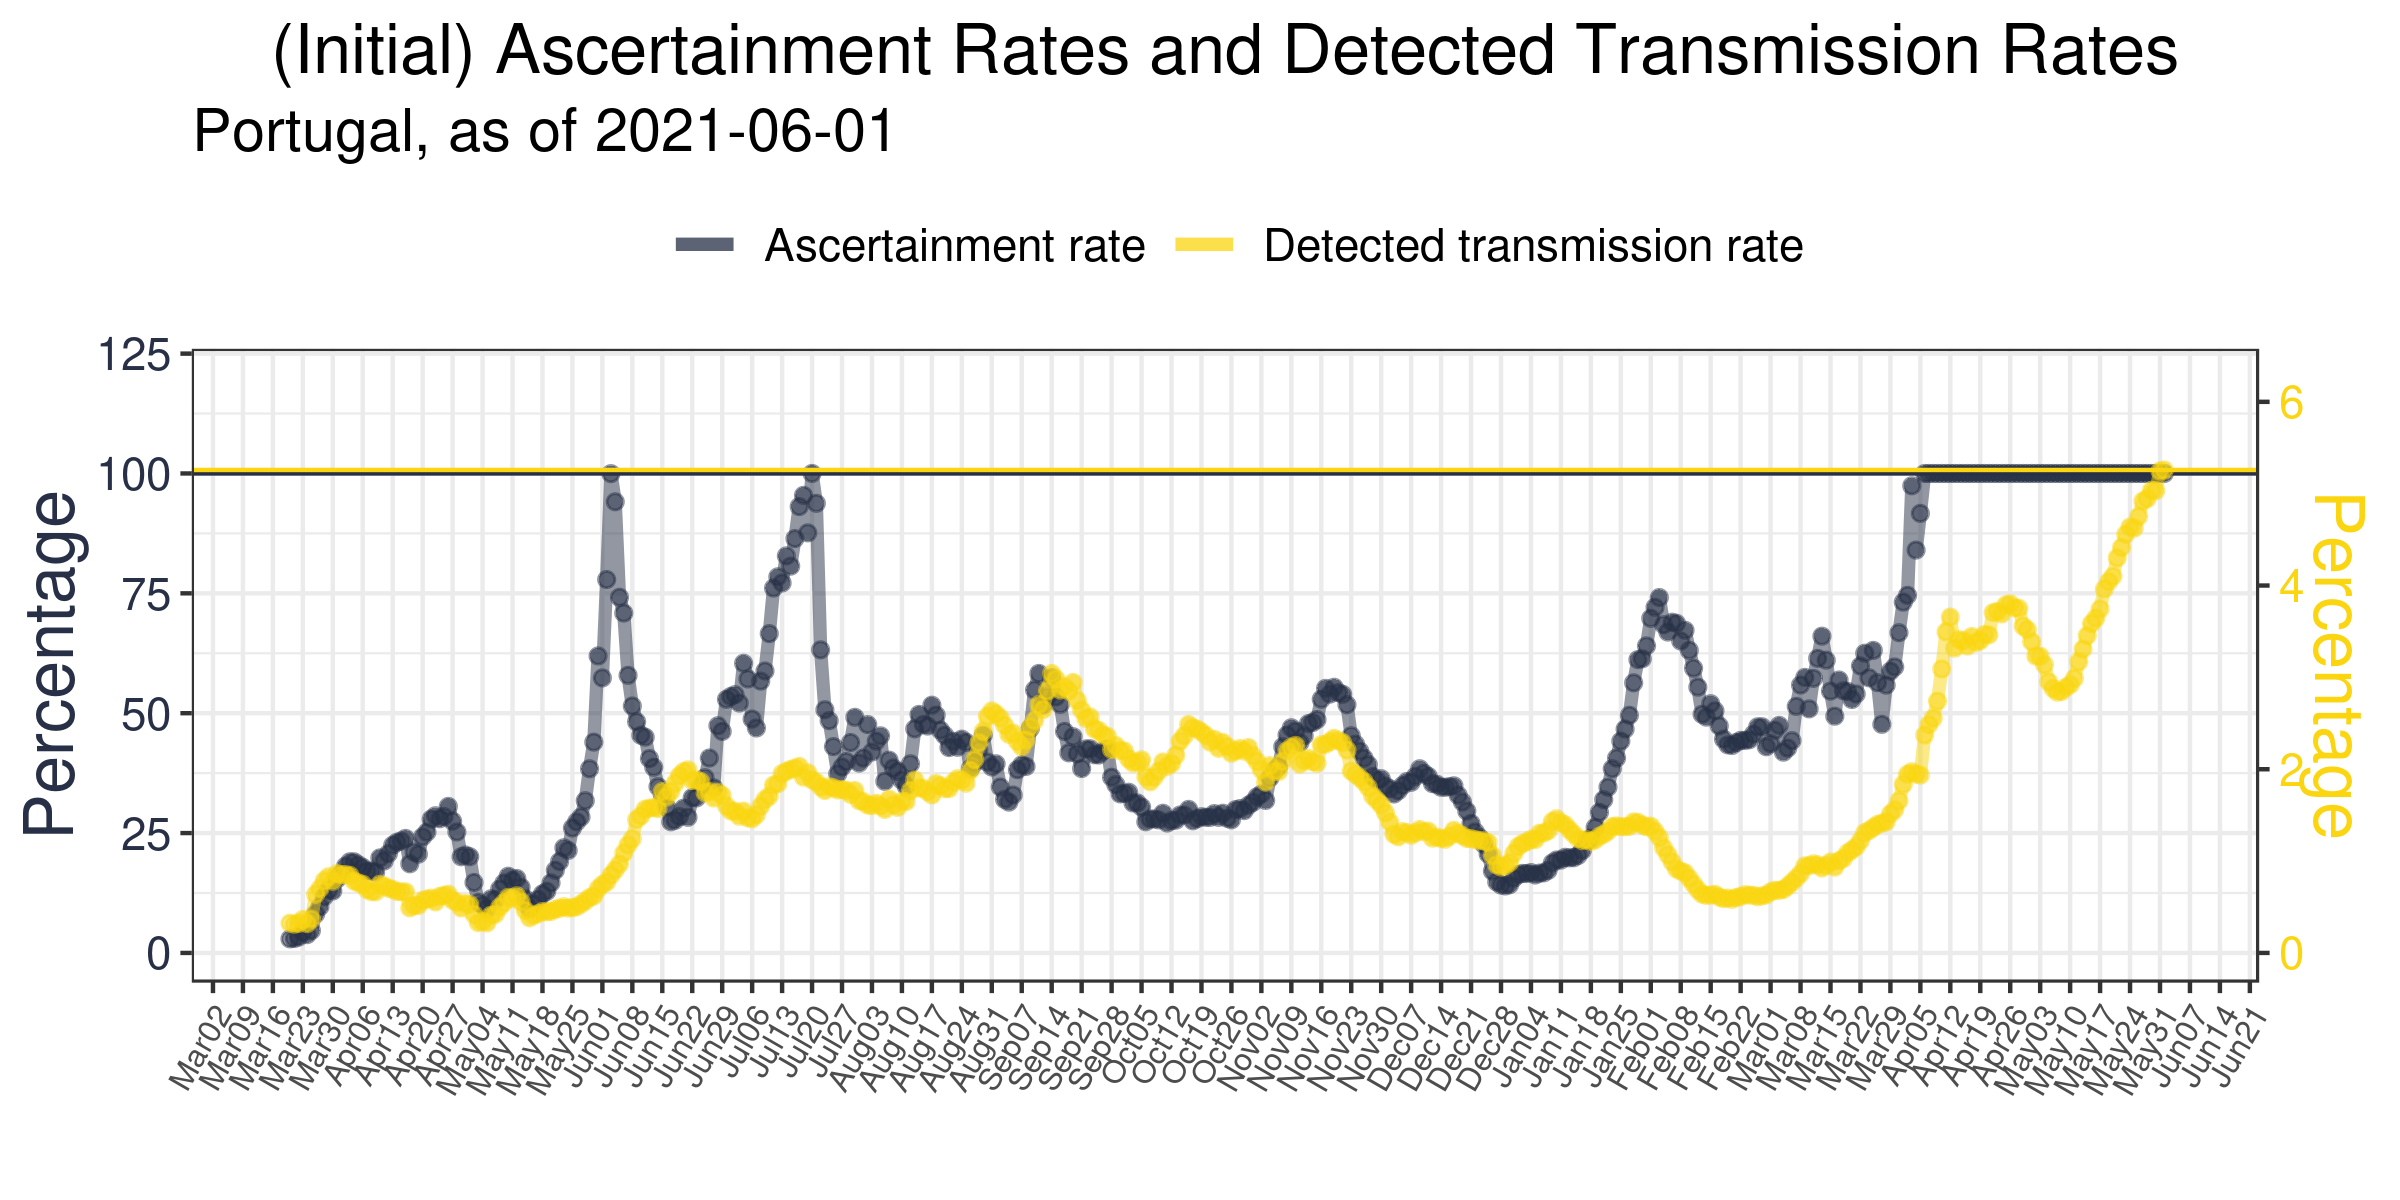 (Initial) Ascertainment Rates and Detected Transmission Rates
Portugal, as of 2021-06-01
Ascertainment rate
Detected transmission rate
125
100
75
50
25
0
Percentage
6
4
2
0
Percentage
Mar02
Mar09
Mar16
Mar23
Mar30
Apr06
Apr13
Apr20
Apr27
May04
May11
May18
May25
Jun01
Jun08
Jun15
Jun22
Jun29
Jul06
Jul13
Jul20
Jul27
Aug03
Aug10
Aug17
Aug24
Aug31
Sep07
Sep14
Sep21
Sep28
Oct05
Oct12
Oct19
Oct26
Nov02
Nov09
Nov16
Nov23
Nov30
Dec07
Dec14
Dec21
Dec28
Jan04
Jan11
Jan18
Jan25
Feb01
Feb08
Feb15
Feb22
Mar01
Mar08
Mar15
Mar22
Mar29
Apr05
Apr12
Apr19
Apr26
May03
May10
May17
May24
May31
Jun07
Jun14
Jun21